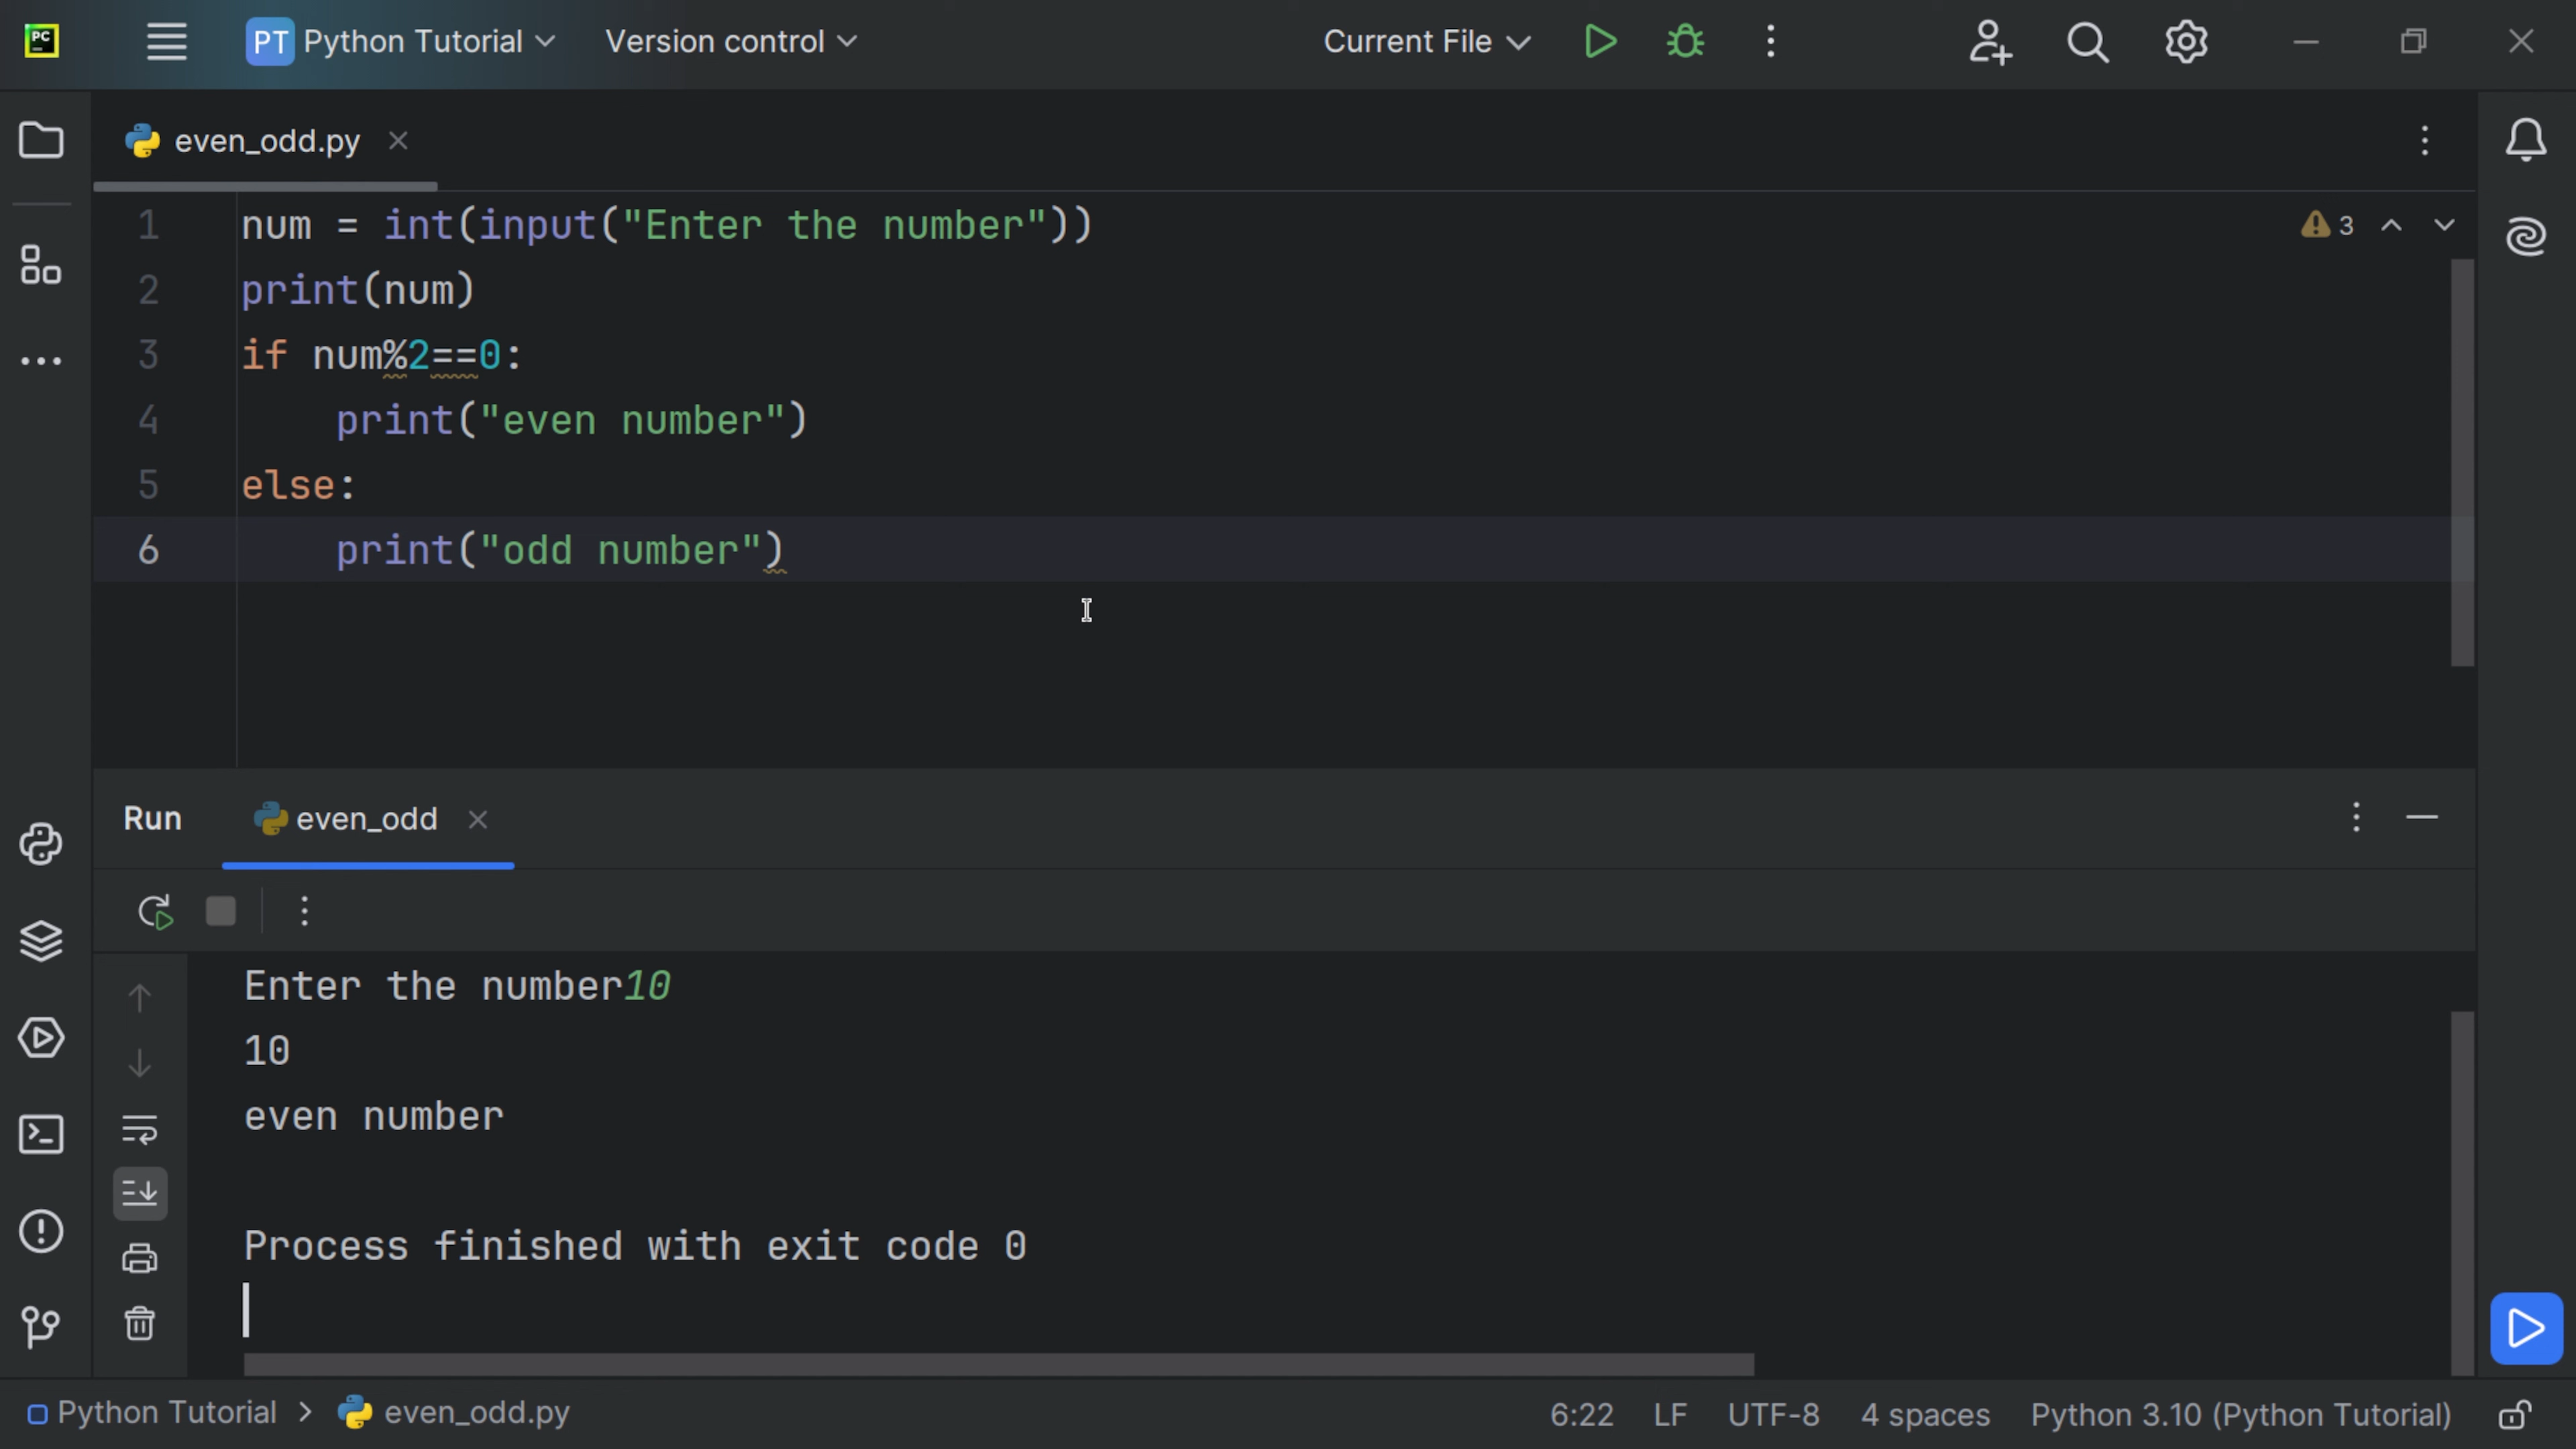 PC PT Python Tutorial Version control Current File
even_odd.py
3
1 num = int(input("Enter the number"))
2 print(num)
3 if num%2==0:
4     print("even number")
5 else:
6     print("odd number")
Run even_odd
Enter the number10
10
even number
Process finished with exit code 0
Python Tutorial > even_odd.py 6:22 LF UTF-8 4 spaces Python 3.10 (Python Tutorial)